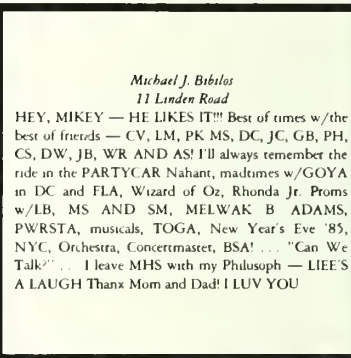 Michael J. Bibilos
11 Linden Road
HEY, MIKEY — HE LIKES IT!!! Best of times w/the
best of friends — CV, LM, PK MS, DC, JC, GB, PH,
CS, DW, JB, WR AND AS! I'll always remember the
ride in the PARTYCAR Nahant, madtimes w/GOYA
in DC and FLA, Wizard of Oz, Rhonda Jr. Proms
w/LB, MS AND SM, MELWAK B ADAMS,
PWRSTA, musicals, TOGA, New Year's Eve '85,
NYC, Orchestra, Concertmaster, BSA! . . . "Can We
Talk?" . . I leave MHS with my Philosoph — LIEE'S
A LAUGH Thanx Mom and Dad! I LUV YOU